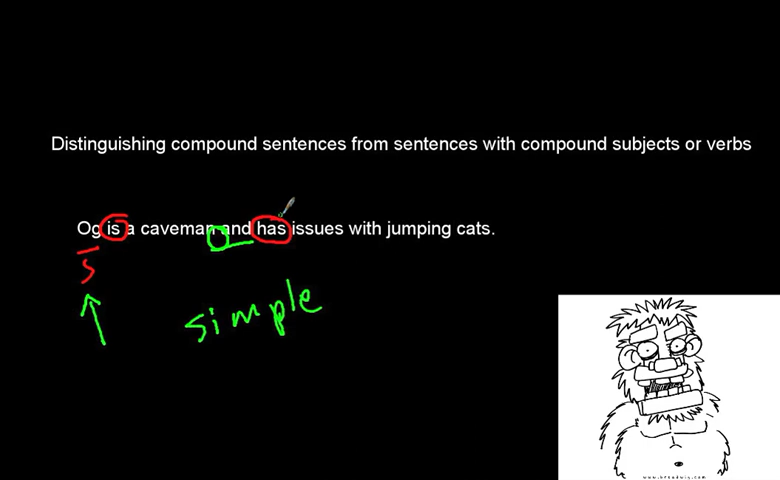 Distinguishing compound sentences from sentences with compound subjects or verbs
Og is a caveman and has issues with jumping cats.
S
simple